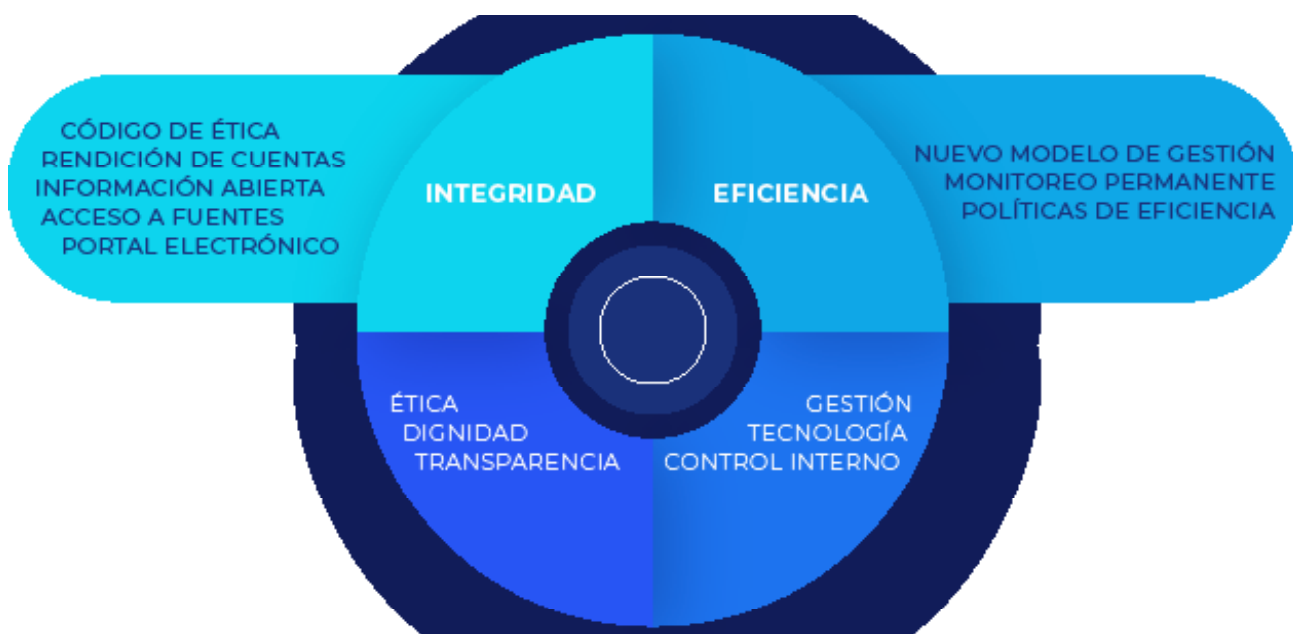 CÓDIGO DE ÉTICA
RENDICIÓN DE CUENTAS
INFORMACIÓN ABIERTA
ACCESO A FUENTES
PORTAL ELECTRÓNICO
INTEGRIDAD
EFICIENCIA
NUEVO MODELO DE GESTIÓN
MONITOREO PERMANENTE
POLÍTICAS DE EFICIENCIA
ÉTICA
DIGNIDAD
TRANSPARENCIA
GESTIÓN
TECNOLOGÍA
CONTROL INTERNO